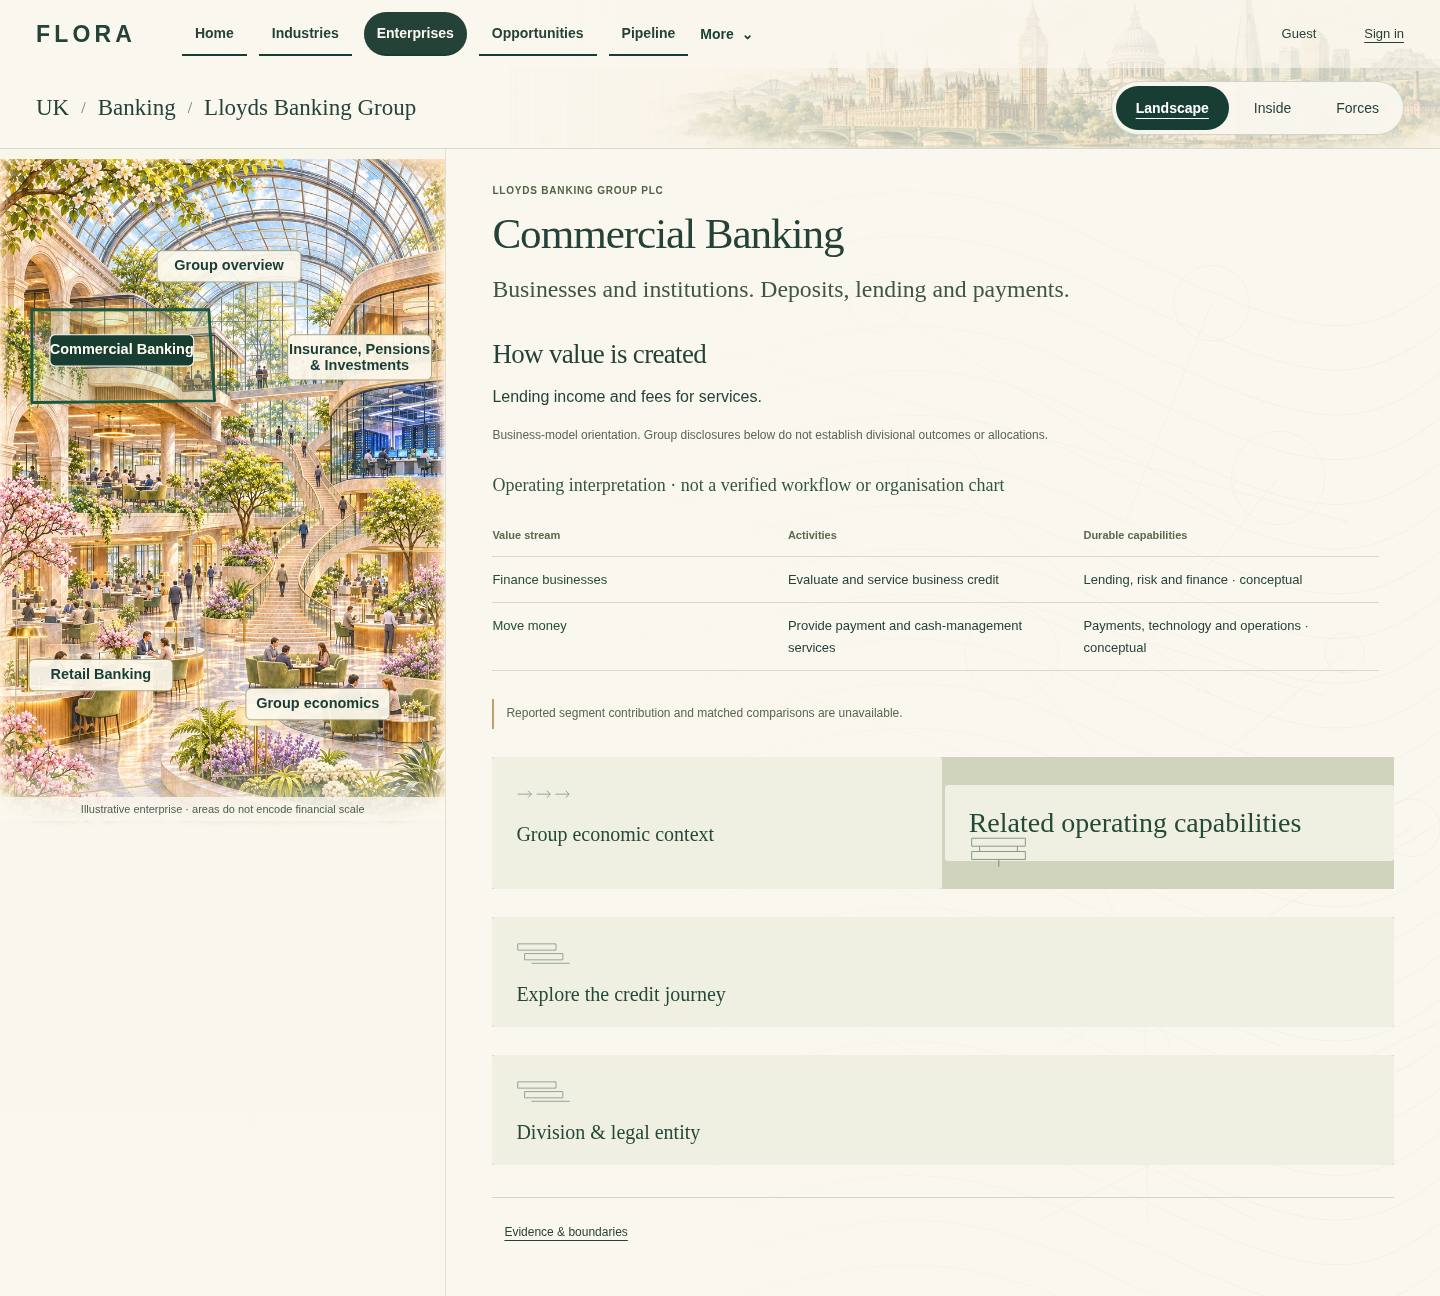 FLORA
Home
Industries
Enterprises
Opportunities
Pipeline
More
Guest
Sign in
UK / Banking / Lloyds Banking Group
Landscape
Inside
Forces
Group overview
Commercial Banking
Insurance, Pensions
& Investments
Retail Banking
Group economics
Illustrative enterprise · areas do not encode financial scale
LLOYDS BANKING GROUP PLC
Commercial Banking
Businesses and institutions. Deposits, lending and payments.
How value is created
Lending income and fees for services.
Business-model orientation. Group disclosures below do not establish divisional outcomes or allocations.
Operating interpretation · not a verified workflow or organisation chart
Value stream
Activities
Durable capabilities
Finance businesses
Evaluate and service business credit
Lending, risk and finance · conceptual
Move money
Provide payment and cash-management
services
Payments, technology and operations ·
conceptual
Reported segment contribution and matched comparisons are unavailable.
Group economic context
Related operating capabilities
Explore the credit journey
Division & legal entity
Evidence & boundaries